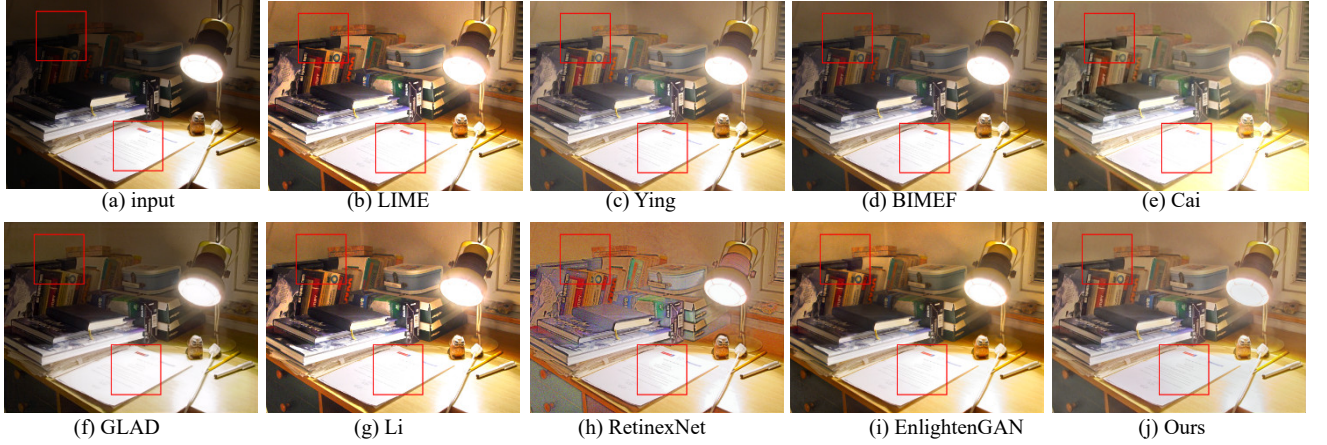 (a) input
(b) LIME
(c) Ying
(d) BIMEF
(e) Cai
(f) GLAD
(g) Li
(h) RetinexNet
(i) EnlightenGAN
(j) Ours